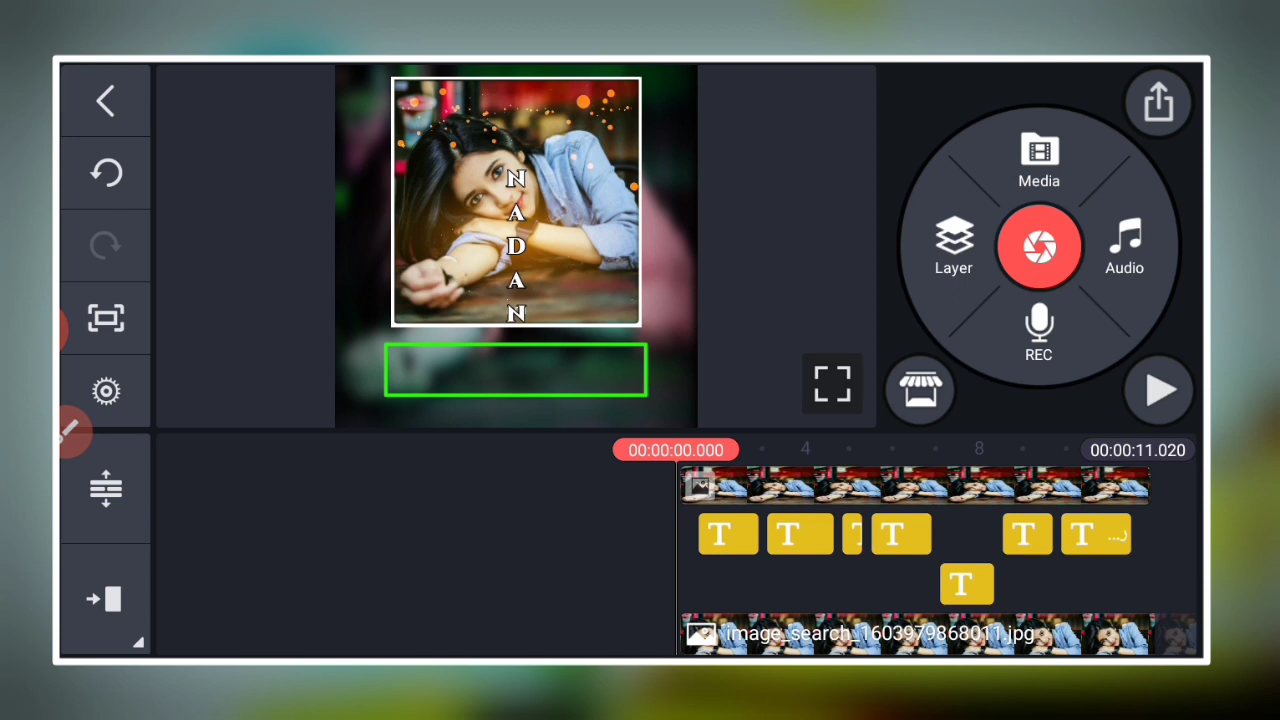 N
A
D
A
N
Media
Layer
Audio
REC
00:00:00.000
4
8
00:00:11.020
T
T
T
T
T
T
T
image_search_1603979868011.jpg